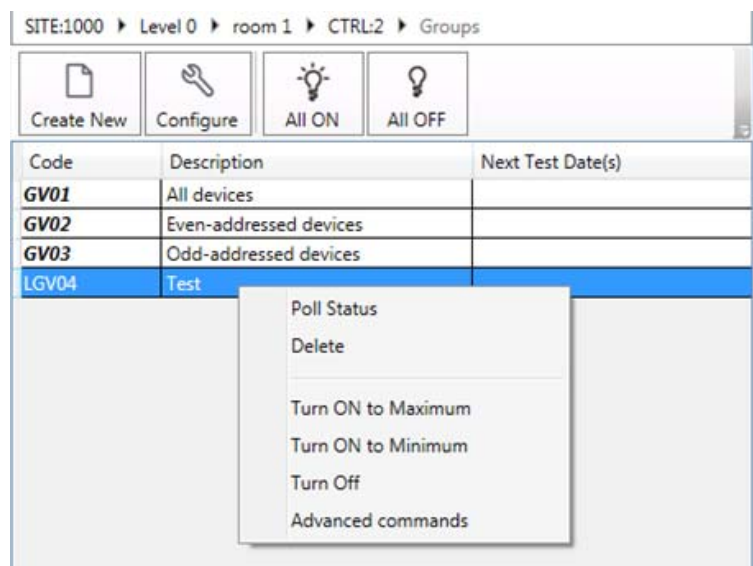 SITE:1000 Level 0 room 1 CTRL:2 Groups
Create New Configure All ON All OFF
Code Description Next Test Date(s)
GV01 All devices
GV02 Even-addressed devices
GV03 Odd-addressed devices
LGV04 Test
Poll Status
Delete
Turn ON to Maximum
Turn ON to Minimum
Turn Off
Advanced commands